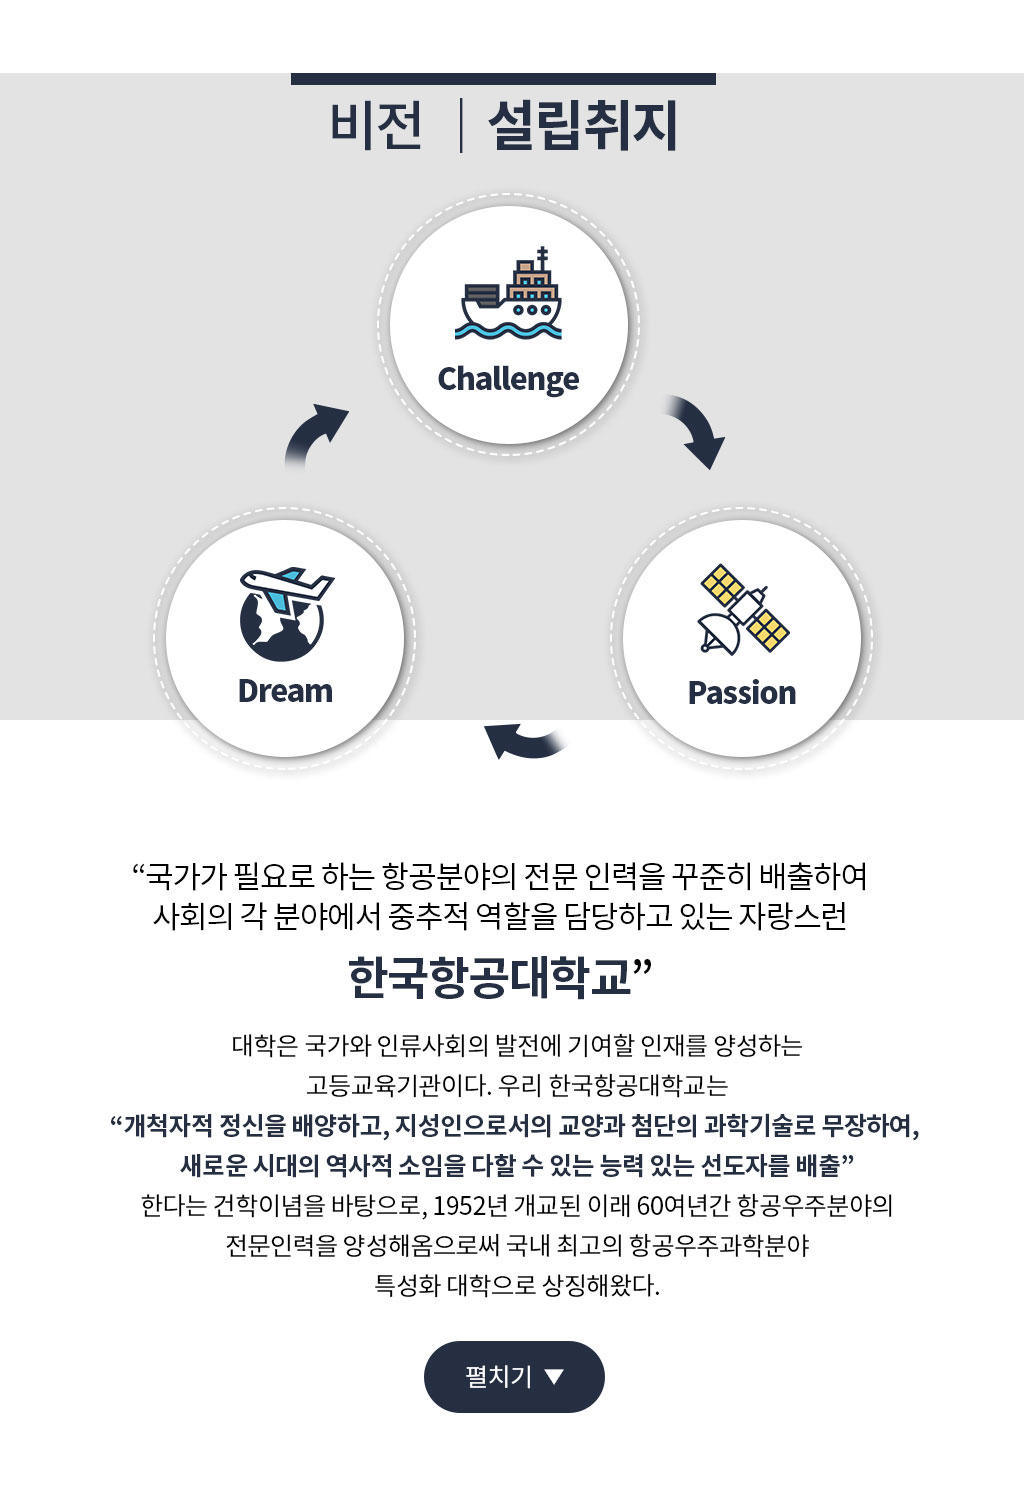 비전 | 설립취지
Challenge
Dream
Passion
“국가가 필요로 하는 항공분야의 전문 인력을 꾸준히 배출하여
사회의 각 분야에서 중추적 역할을 담당하고 있는 자랑스런
한국항공대학교”
대학은 국가와 인류사회의 발전에 기여할 인재를 양성하는
고등교육기관이다. 우리 한국항공대학교는
“개척자적 정신을 배양하고, 지성인으로서의 교양과 첨단의 과학기술로 무장하여,
새로운 시대의 역사적 소임을 다할 수 있는 능력 있는 선도자를 배출”
한다는 건학이념을 바탕으로, 1952년 개교된 이래 60여년간 항공우주분야의
전문인력을 양성해옴으로써 국내 최고의 항공우주과학분야
특성화 대학으로 상징해왔다.
펼치기 ▼